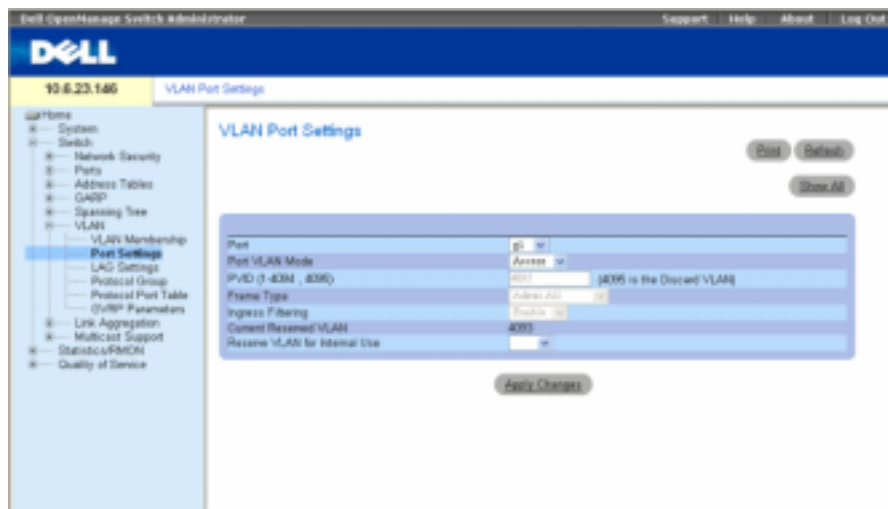 Dell OpenManage Switch Administrator Support Help About Log Out
DELL
10.6.23.146 VLAN Port Settings
Home
System
Switch
Network Security
Ports
Address Tables
GARP
Spanning Tree
VLAN
VLAN Membership
Port Settings
LAG Settings
Protocol Group
Protocol Port Table
GVRP Parameters
Link Aggregation
Multicast Support
Statistics/RMON
Quality of Service
VLAN Port Settings
Print Refresh
Show All
Port
Port VLAN Mode Access
PVID (1-4094 , 4095) (4095 is the Discard VLAN)
Frame Type Admit All
Ingress Filtering Enable
Current Reserved VLAN 4093
Reserve VLAN for Internal Use
Apply Changes